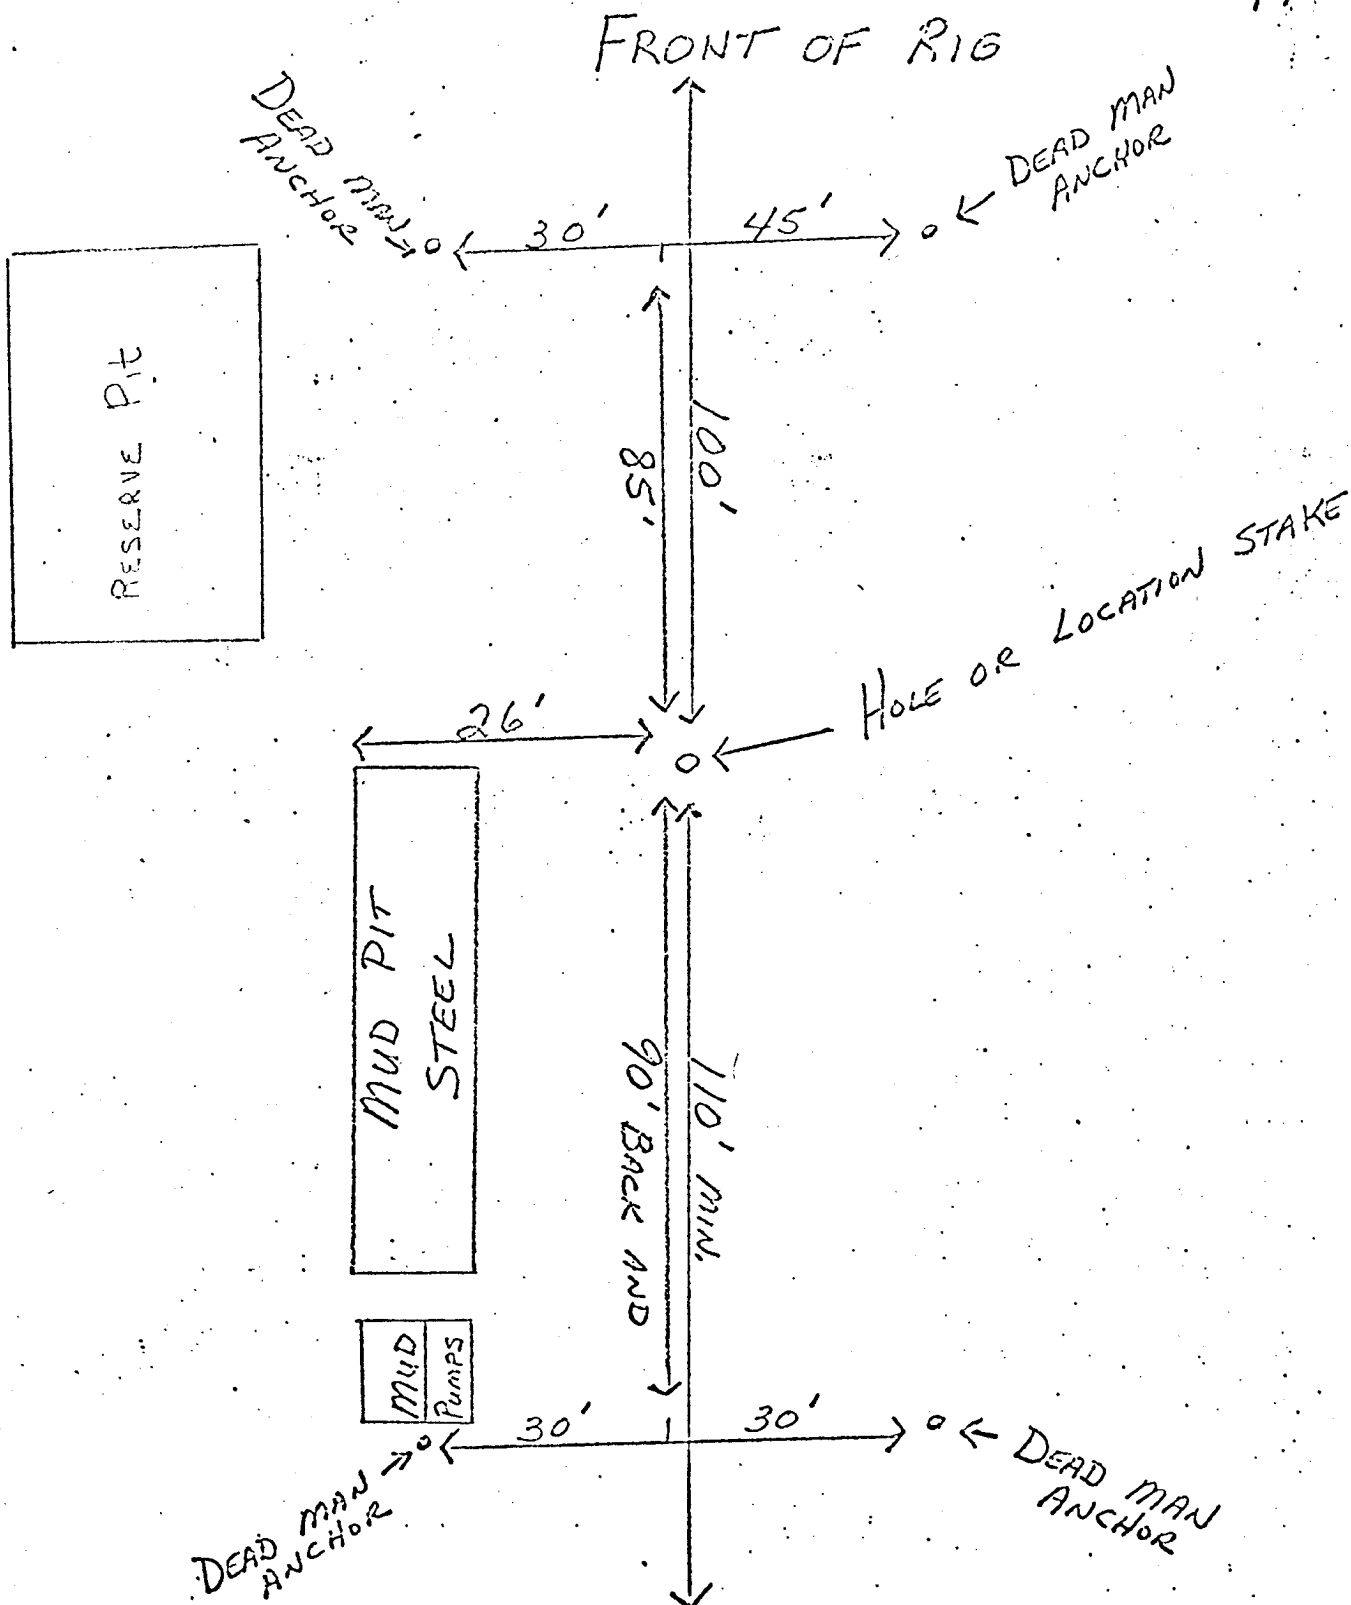 FRONT OF RIG
DEAD MAN
ANCHOR
DEAD MAN
ANCHOR
30'
45'
RESERVE Pit
85'
100'
HOLE OR LOCATION STAKE
26'
MUD PIT
STEEL
90' BACK AND
110' MIN.
MUD
PUMPS
30'
30'
DEAD MAN
ANCHOR
DEAD MAN
ANCHOR